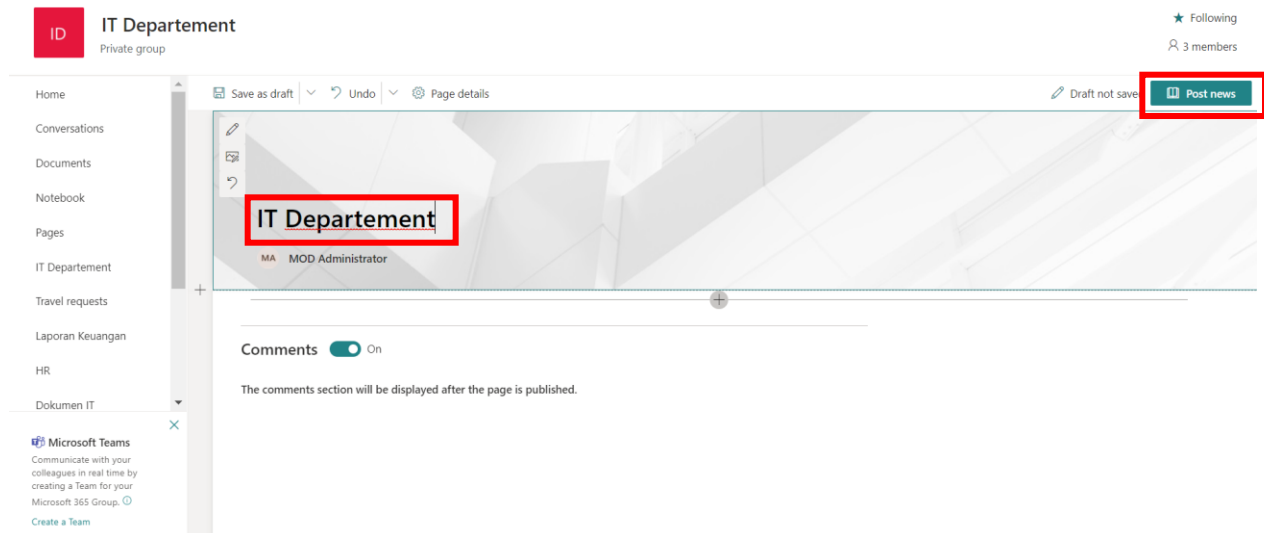 ID
IT Departement
Private group
Following
3 members
Home
Conversations
Documents
Notebook
Pages
IT Departement
Travel requests
Laporan Keuangan
HR
Dokumen IT
Microsoft Teams
Communicate with your
colleagues in real time by
creating a Team for your
Microsoft 365 Group.
Create a Team
Save as draft Undo Page details
Draft not save Post news
IT Departement
MA MOD Administrator
Comments On
The comments section will be displayed after the page is published.